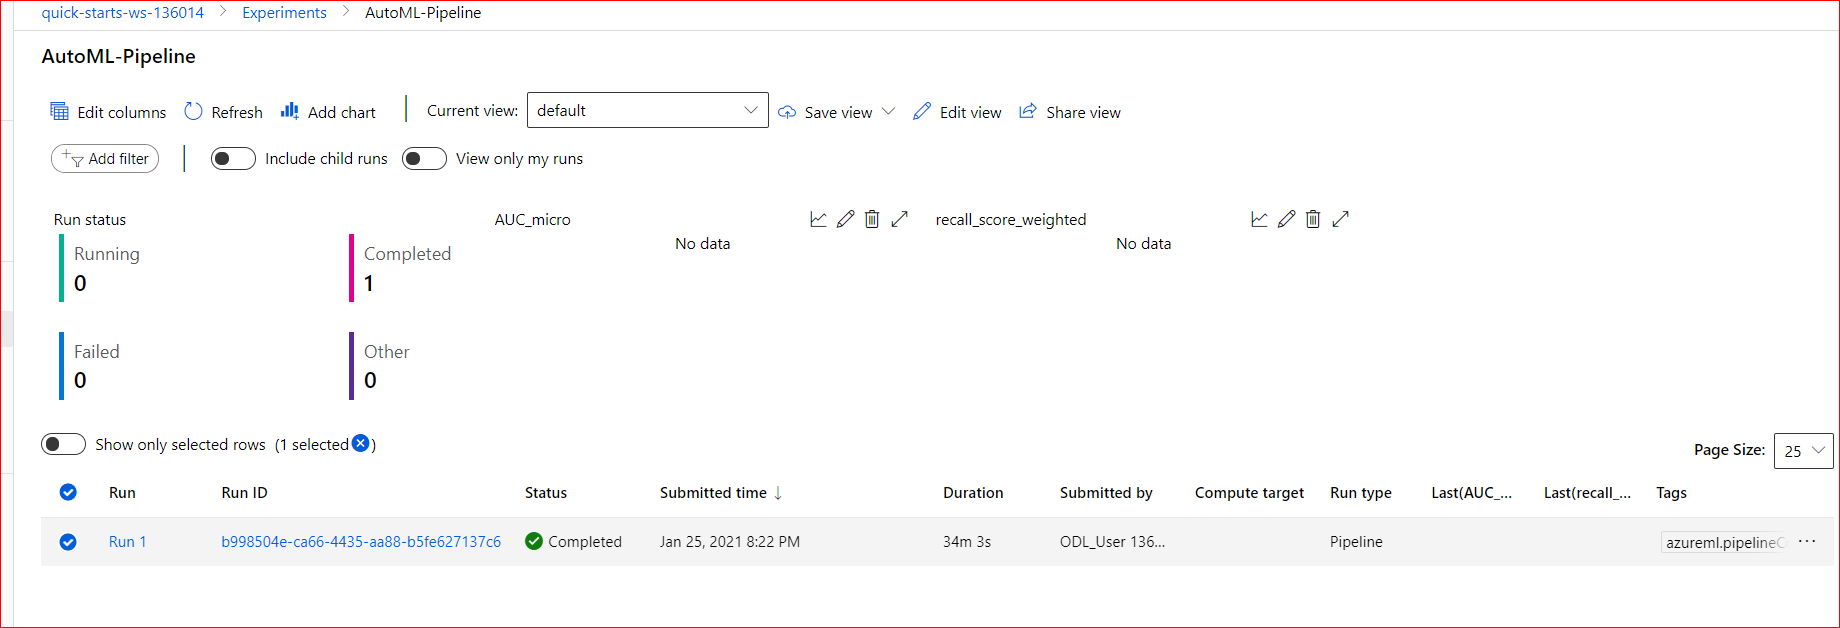 quick-starts-ws-136014 > Experiments > AutoML-Pipeline
AutoML-Pipeline
Edit columns Refresh Add chart Current view: default Save view Edit view Share view
Add filter Include child runs View only my runs
Run status AUC_micro recall_score_weighted
No data No data
Running Completed
0 1
Failed Other
0 0
Show only selected rows (1 selected )
Page Size: 25
Run Run ID Status Submitted time ↓ Duration Submitted by Compute target Run type Last(AUC_... Last(recall_... Tags
Run 1 b998504e-ca66-4435-aa88-b5fe627137c6 Completed Jan 25, 2021 8:22 PM 34m 3s ODL_User 136... Pipeline azureml.pipelineC ...